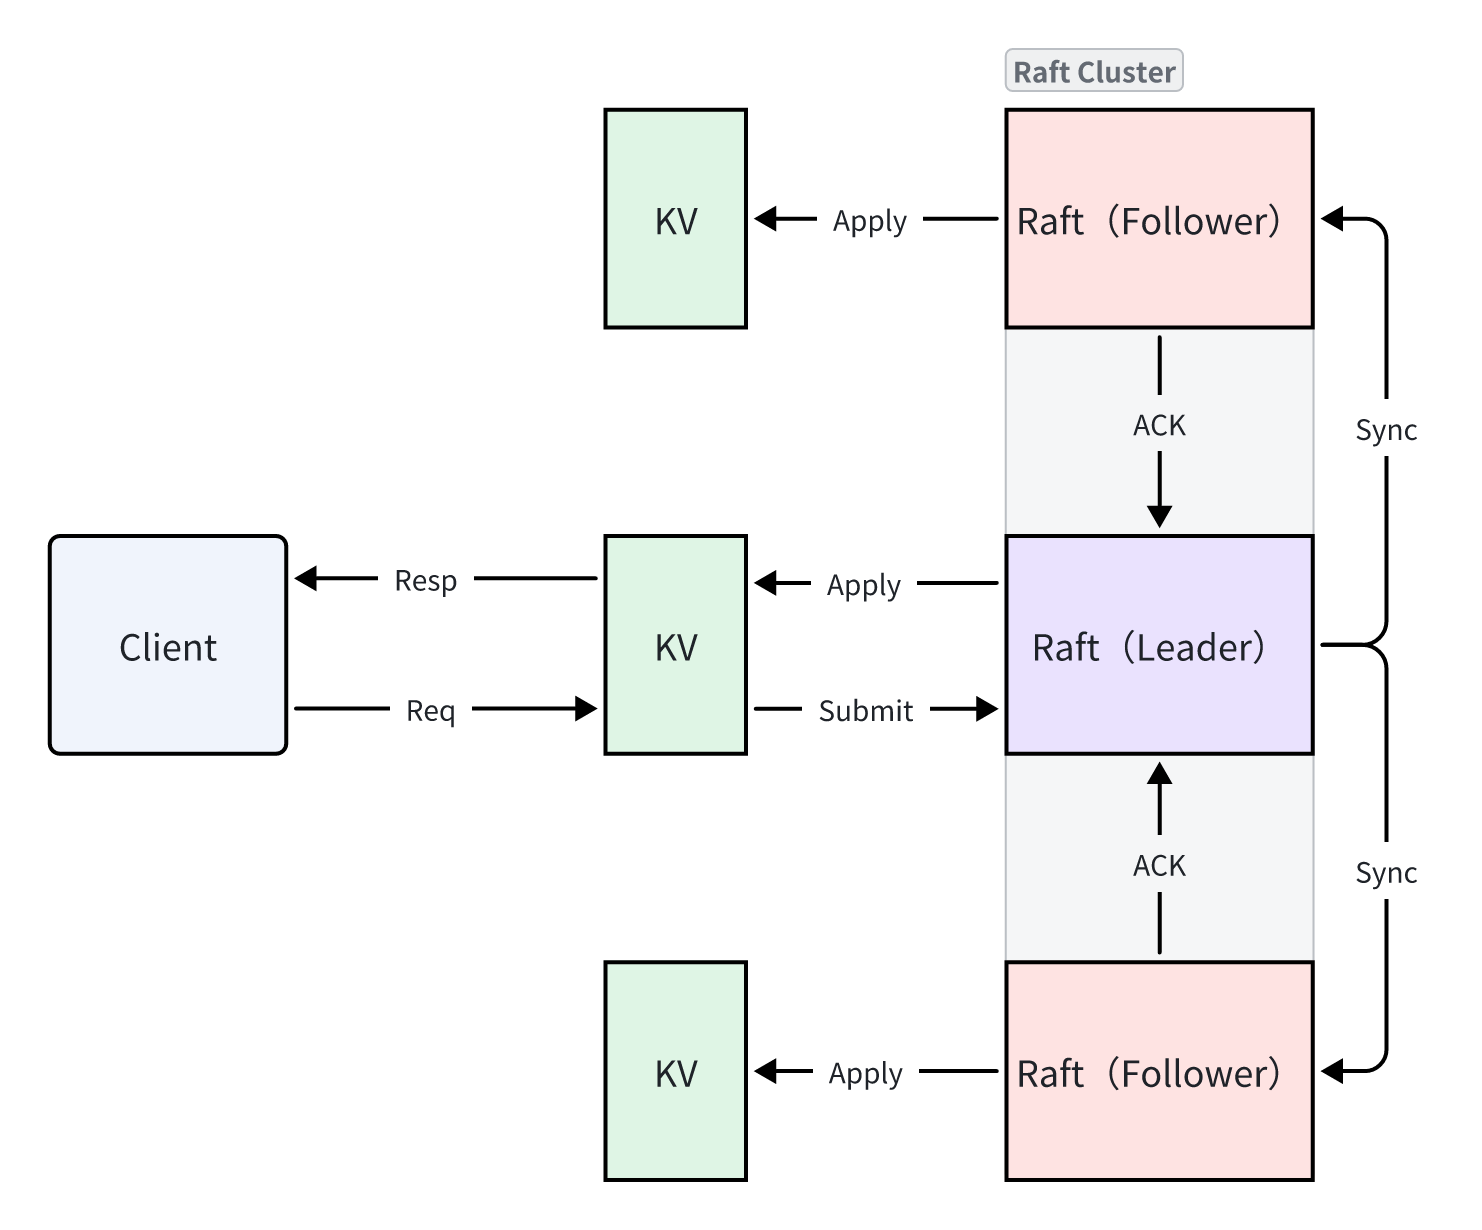 Raft Cluster
KV
Apply
Raft（Follower）
ACK
Sync
Client
Resp
Req
KV
Apply
Submit
Raft（Leader）
ACK
Sync
KV
Apply
Raft（Follower）